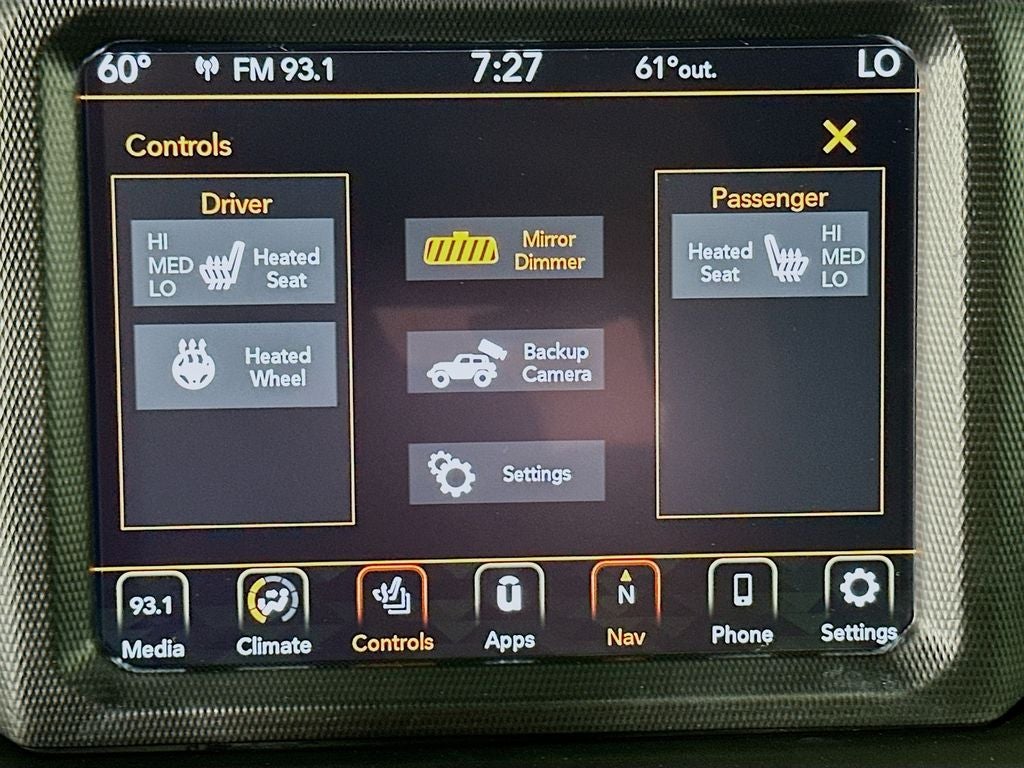 60° FM 93.1 7:27 61°out. LO
Controls
Driver
HI
MED
LO
Heated
Seat
Heated
Wheel
Mirror
Dimmer
Backup
Camera
Settings
Passenger
Heated
Seat
HI
MED
LO
93.1
Media
Climate
Controls
Apps
N
Nav
Phone
Settings